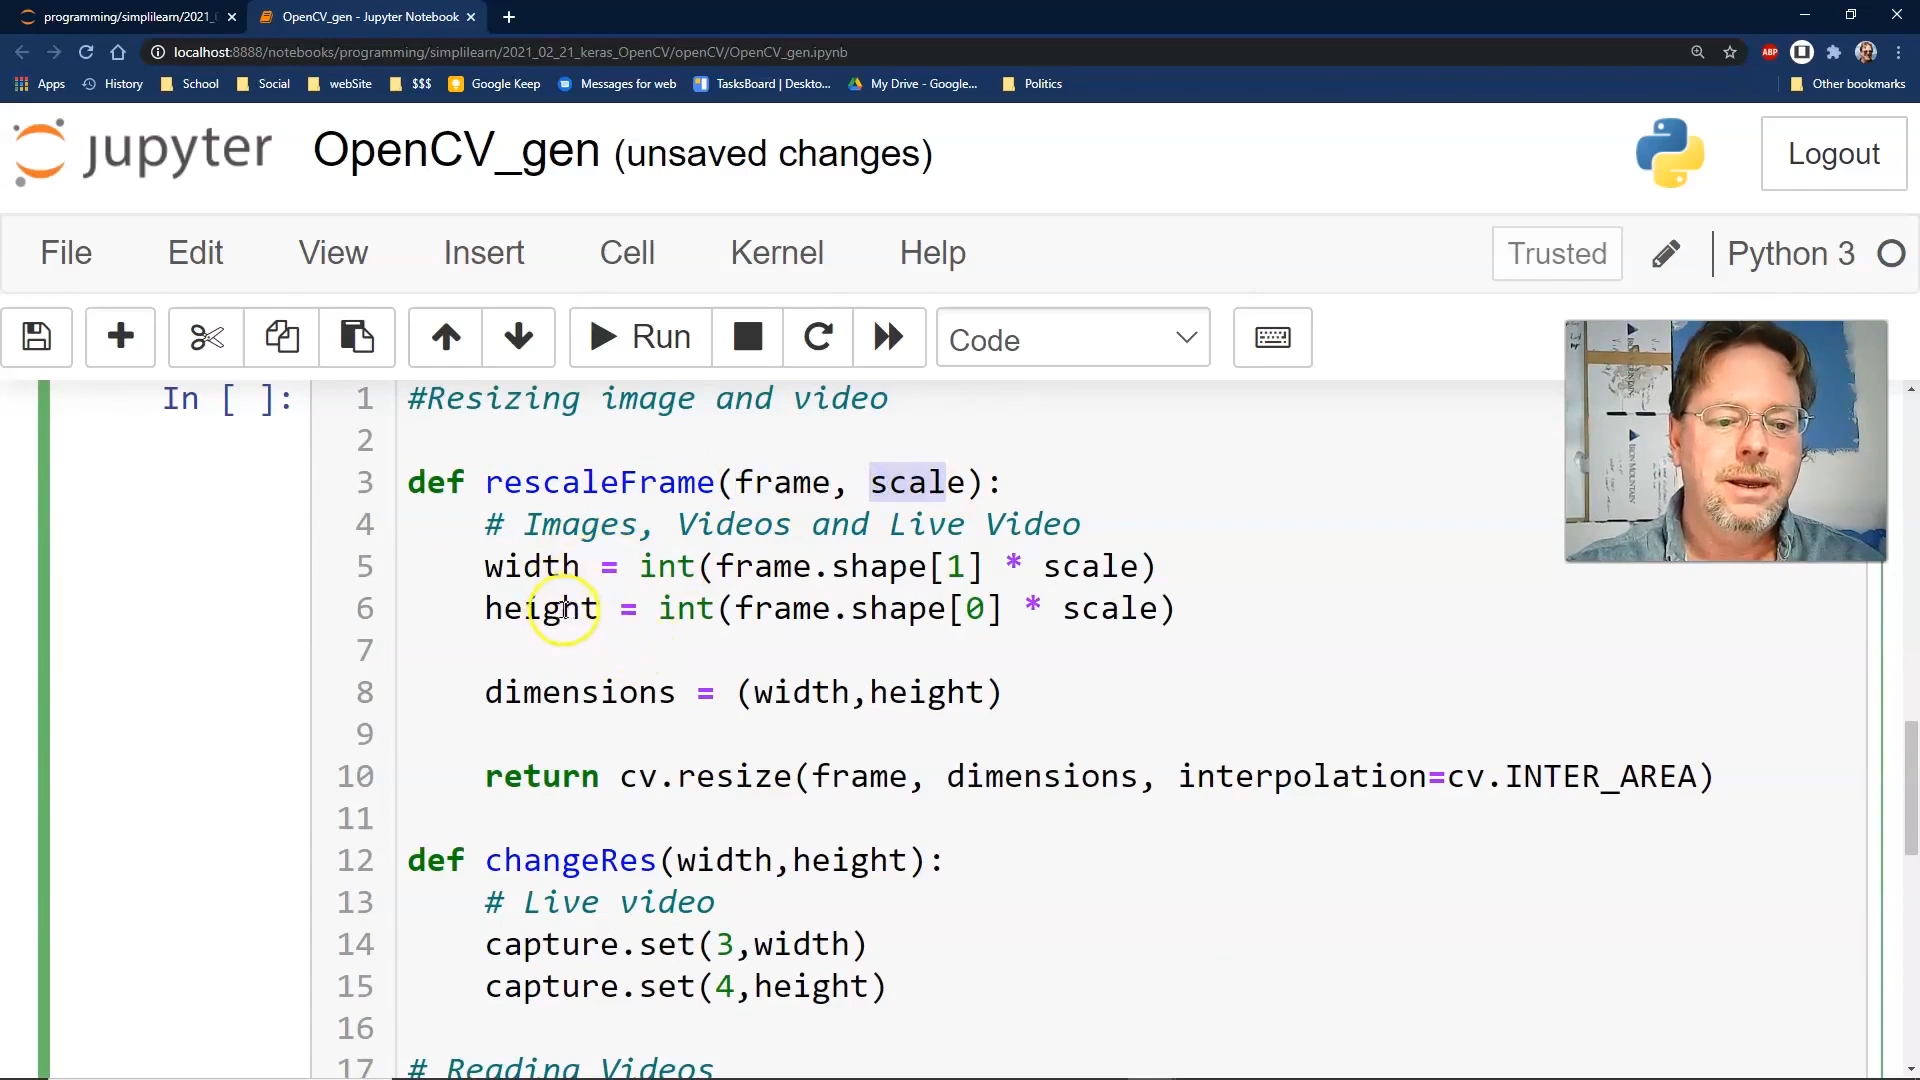 programming/simplilearn/2021_
OpenCV_gen - Jupyter Notebook
localhost:8888/notebooks/programming/simplilearn/2021_02_21_keras_OpenCV/openCV/OpenCV_gen.ipynb
ABP
Apps History School Social webSite $$$ Google Keep Messages for web TasksBoard | Deskto... My Drive - Google... Politics Other bookmarks
jupyter OpenCV_gen (unsaved changes) Logout
File Edit View Insert Cell Kernel Help Trusted Python 3
Run Code
In [ ]: 1 #Resizing image and video
2
3 def rescaleFrame(frame, scale):
4 # Images, Videos and Live Video
5 width = int(frame.shape[1] * scale)
6 height = int(frame.shape[0] * scale)
7
8 dimensions = (width,height)
9
10 return cv.resize(frame, dimensions, interpolation=cv.INTER_AREA)
11
12 def changeRes(width,height):
13 # Live video
14 capture.set(3,width)
15 capture.set(4,height)
16
17 # Reading Videos